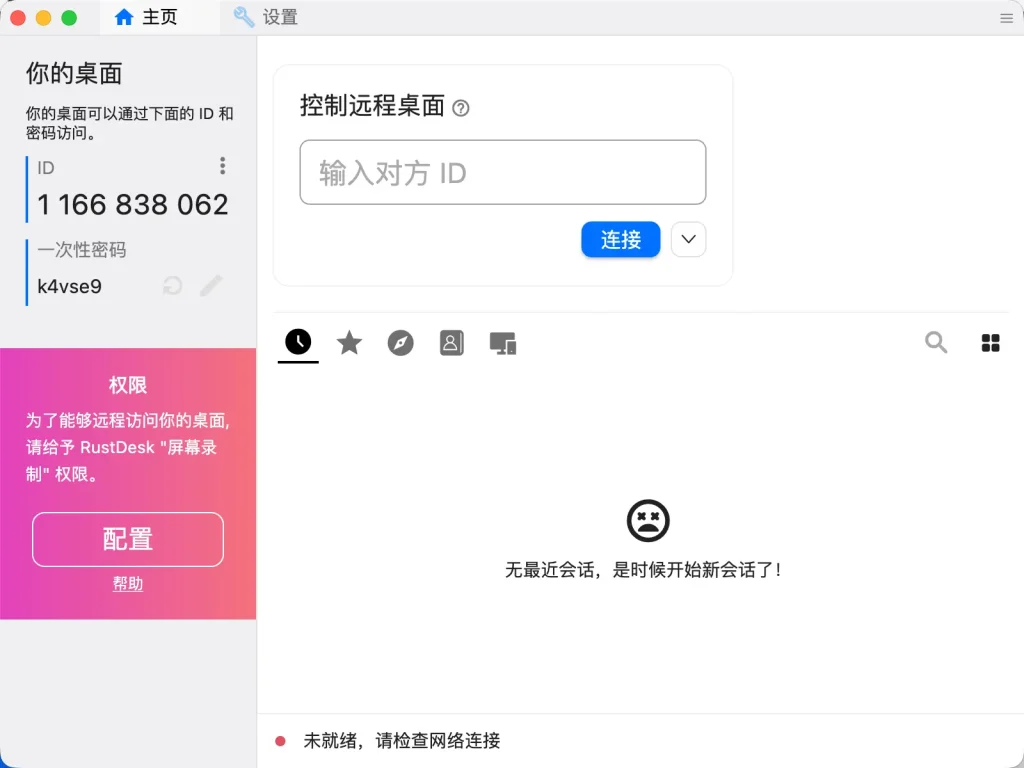 主页
设置
你的桌面
你的桌面可以通过下面的 ID 和
密码访问。
ID
1 166 838 062
一次性密码
k4vse9
权限
为了能够远程访问你的桌面,
请给予 RustDesk "屏幕录
制" 权限。
配置
帮助
控制远程桌面
输入对方 ID
连接
无最近会话，是时候开始新会话了！
未就绪，请检查网络连接